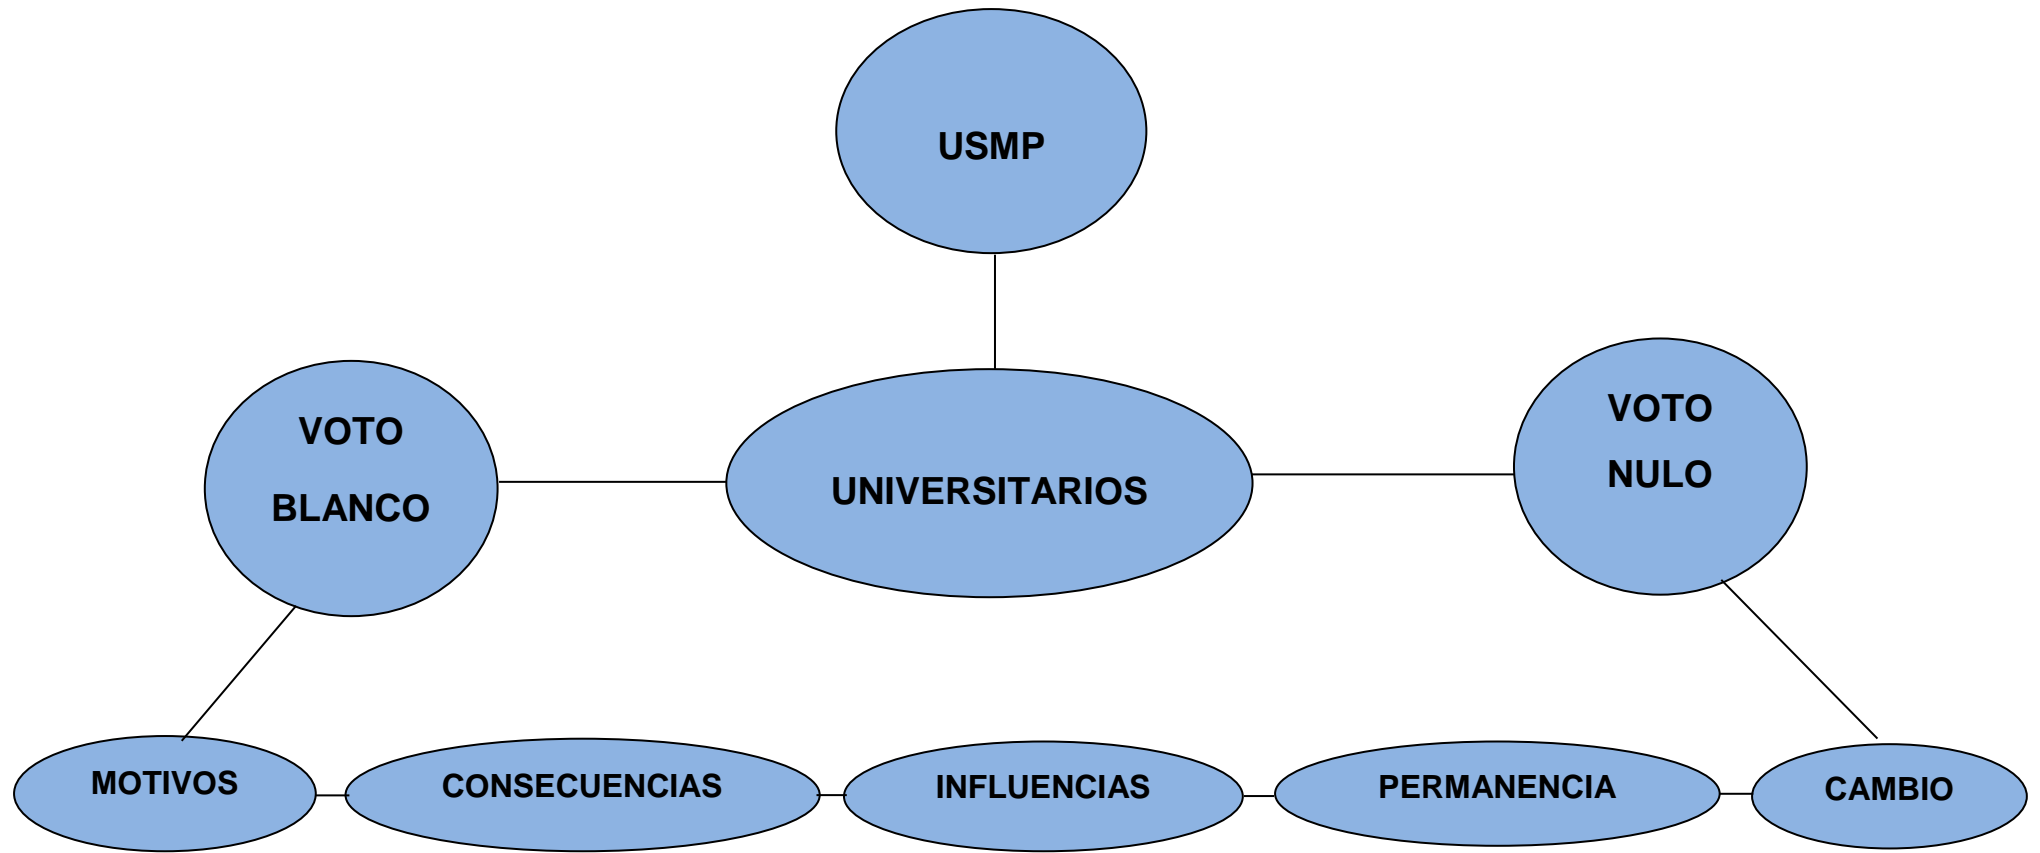 USMP
VOTO
BLANCO
UNIVERSITARIOS
VOTO
NULO
MOTIVOS
CONSECUENCIAS
INFLUENCIAS
PERMANENCIA
CAMBIO